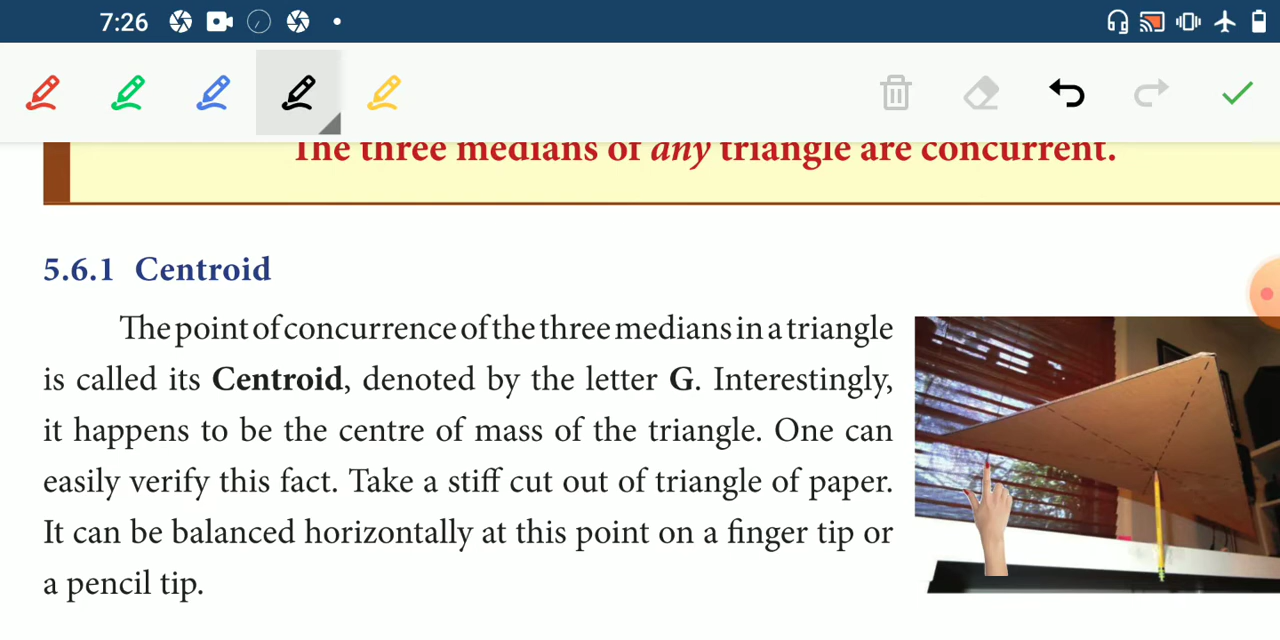 7:26
The three medians of any triangle are concurrent.
5.6.1 Centroid
The point of concurrence of the three medians in a triangle
is called its Centroid, denoted by the letter G. Interestingly,
it happens to be the centre of mass of the triangle. One can
easily verify this fact. Take a stiff cut out of triangle of paper.
It can be balanced horizontally at this point on a finger tip or
a pencil tip.